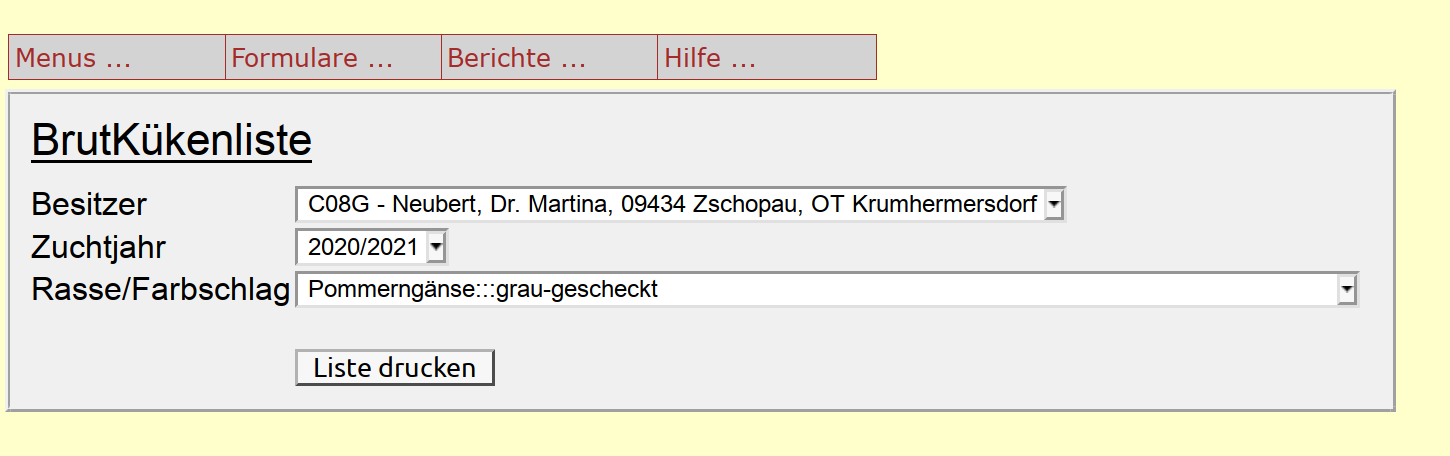 Menus ... Formulare ... Berichte ... Hilfe ...
BrutKükenliste
Besitzer C08G - Neubert, Dr. Martina, 09434 Zschopau, OT Krumhermersdorf
Zuchtjahr 2020/2021
Rasse/Farbschlag Pommerngänse:::grau-gescheckt
Liste drucken